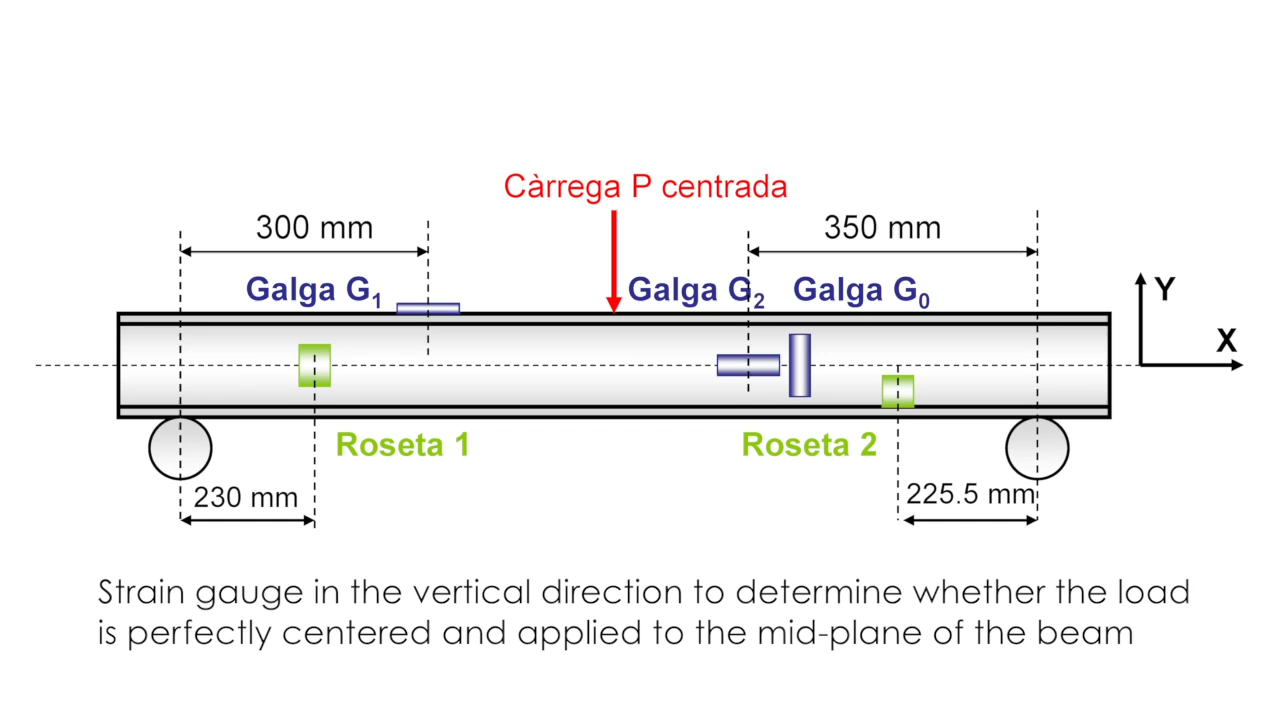 Càrrega P centrada
300 mm
350 mm
Galga G₁
Galga G₂
Galga G₀
Y
X
Roseta 1
Roseta 2
230 mm
225.5 mm
Strain gauge in the vertical direction to determine whether the load
is perfectly centered and applied to the mid-plane of the beam